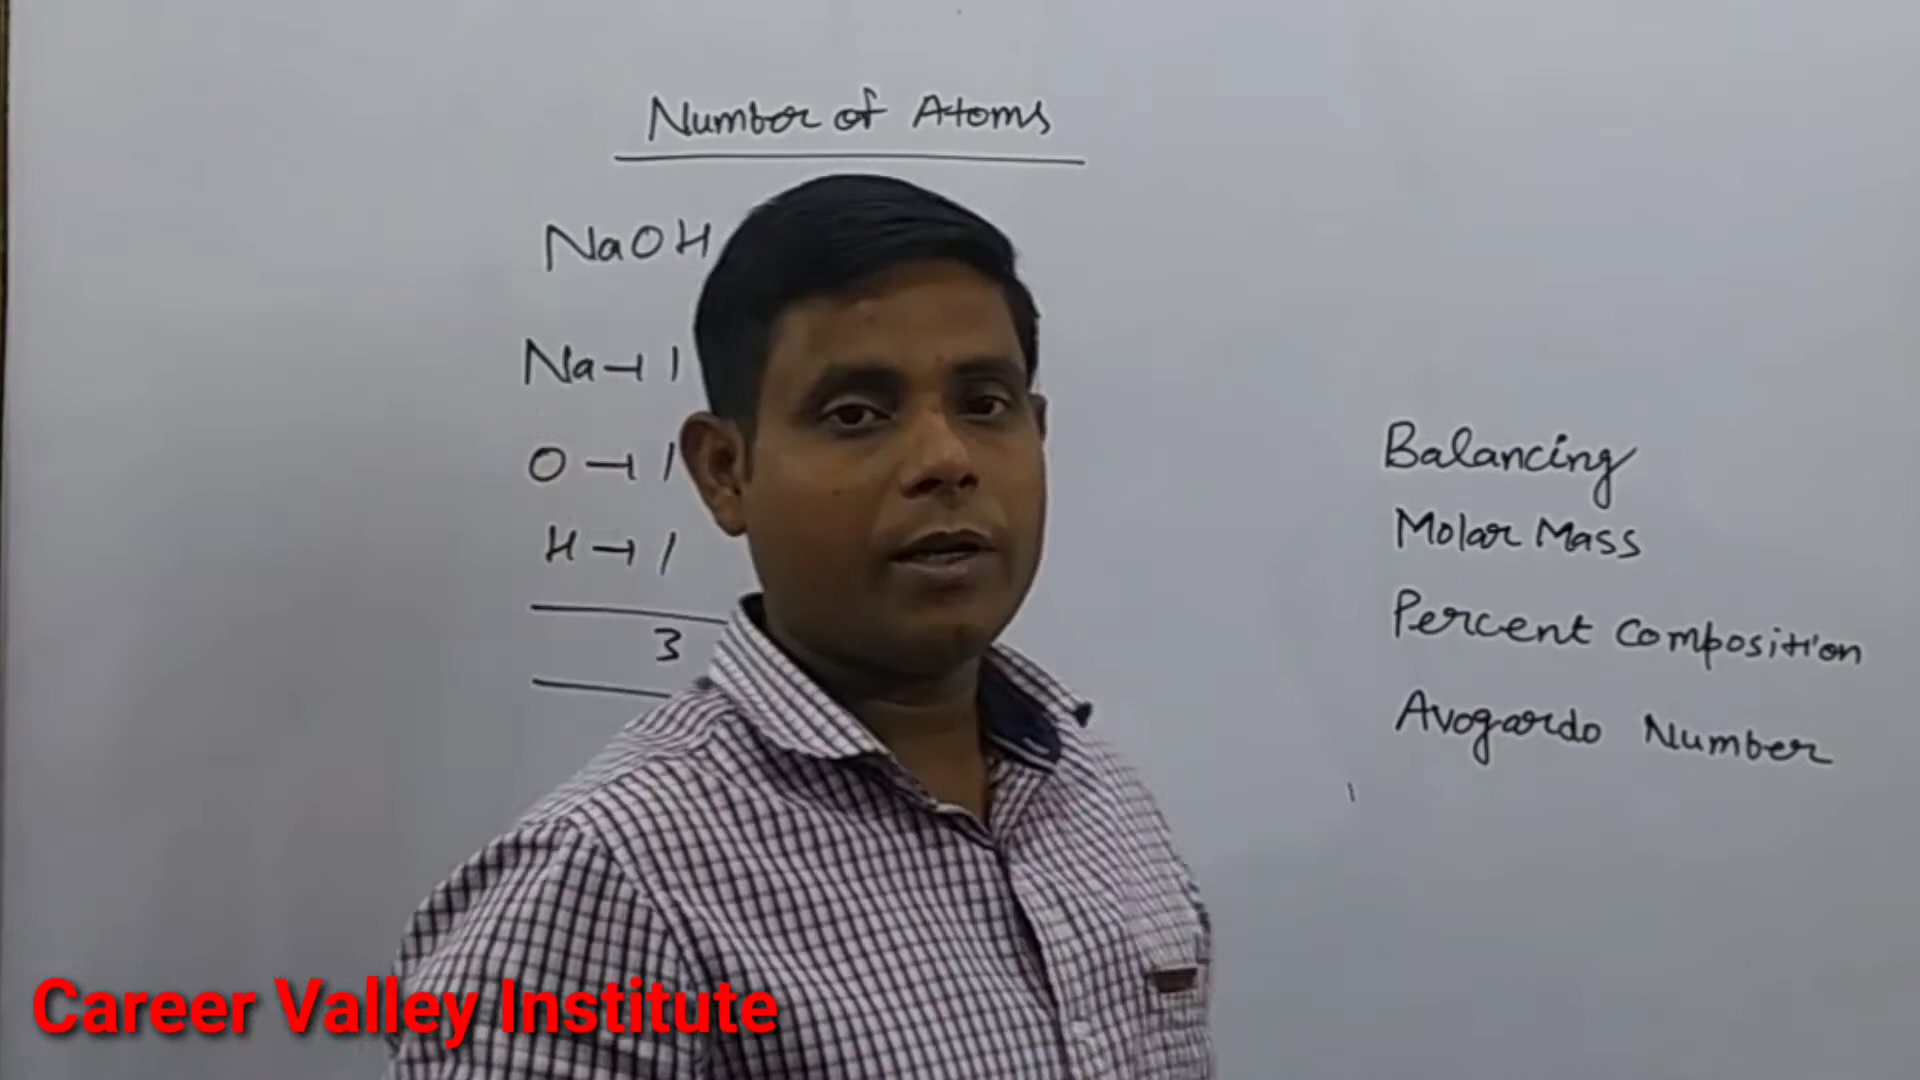 Number of Atoms
NaOH
Na → 1
O → 1
H → 1
3
Balancing
Molar Mass
Percent Composition
Avogardo Number
Career Valley Institute